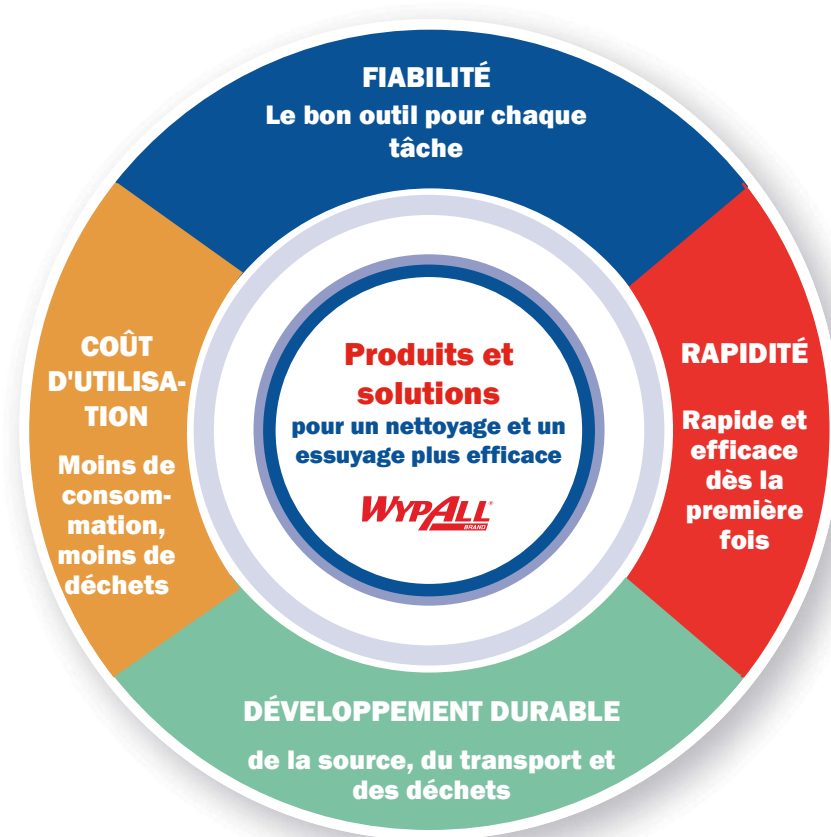 FIABILITÉ
Le bon outil pour chaque
tâche
COÛT
D'UTILISA-
TION
Moins de
consom-
mation,
moins de
déchets
Produits et
solutions
pour un nettoyage et un
essuyage plus efficace
WYPALL®
BRAND
RAPIDITÉ
Rapide et
efficace
dès la
première
fois
DÉVELOPPEMENT DURABLE
de la source, du transport et
des déchets